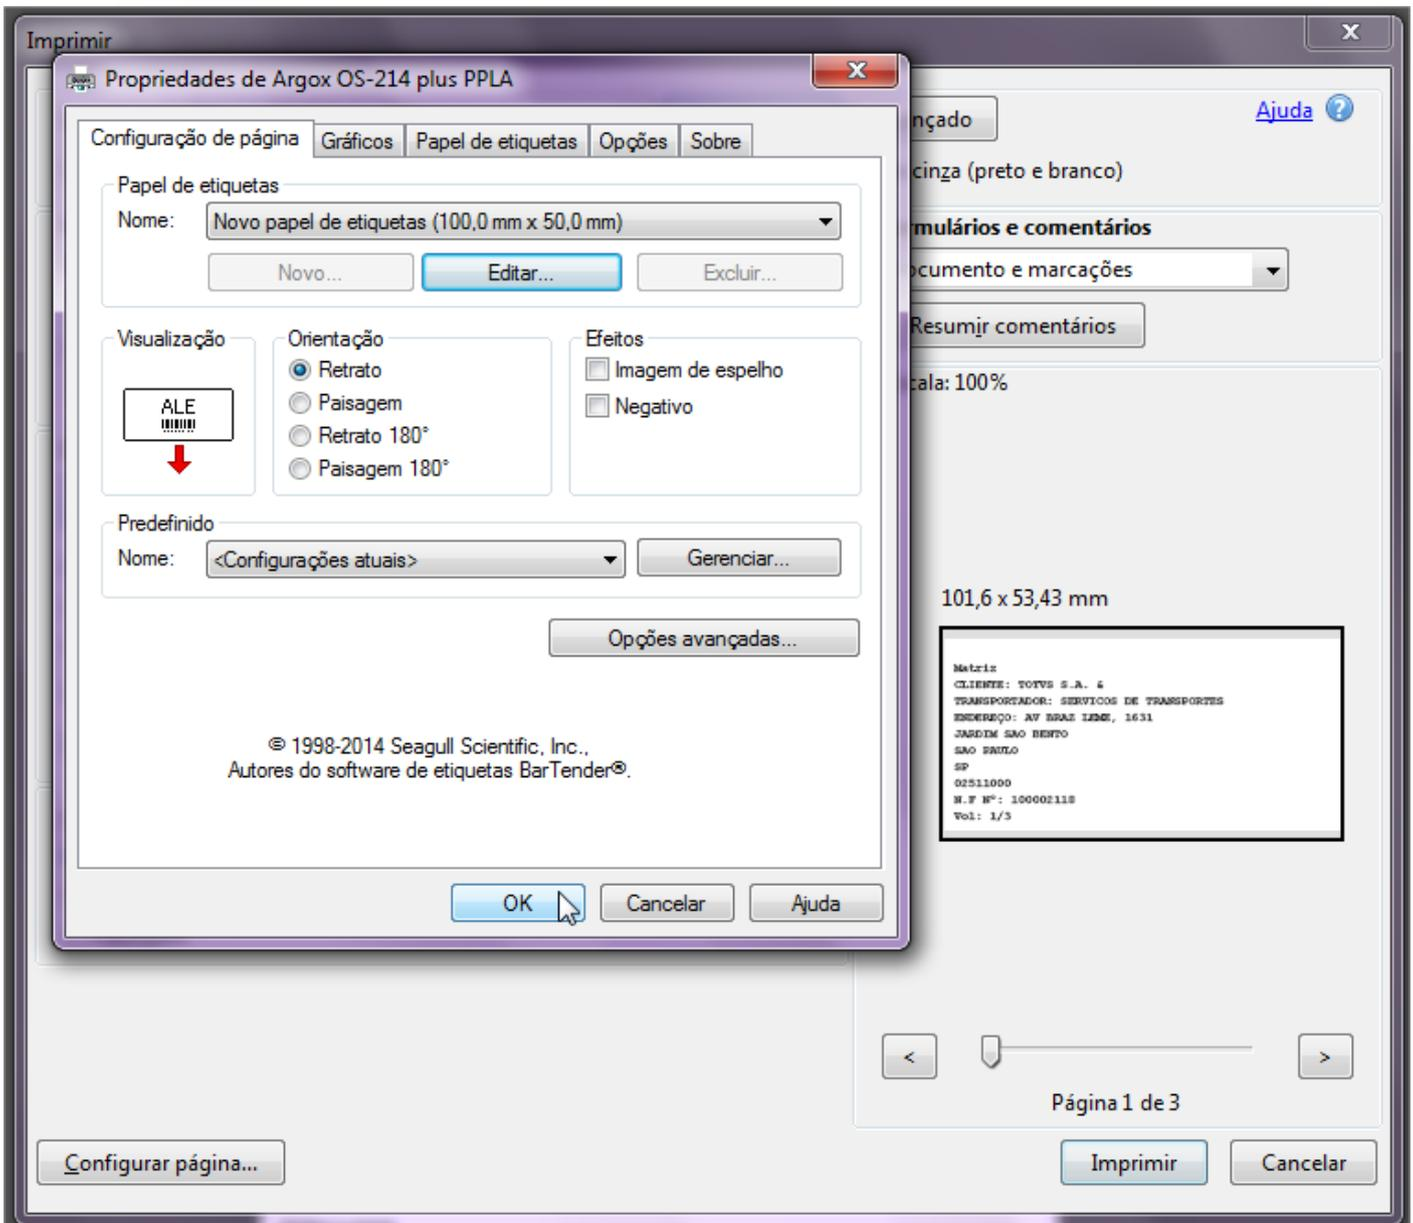 Imprimir
Propriedades de Argox OS-214 plus PPLA
Configuração de página
Gráficos
Papel de etiquetas
Opções
Sobre
Papel de etiquetas
Nome:
Novo papel de etiquetas (100,0 mm x 50,0 mm)
Novo...
Editar...
Excluir...
Visualização
ALE
Orientação
Retrato
Paisagem
Retrato 180°
Paisagem 180°
Efeitos
Imagem de espelho
Negativo
Predefinido
Nome:
<Configurações atuais>
Gerenciar...
Opções avançadas...
© 1998-2014 Seagull Scientific, Inc.,
Autores do software de etiquetas BarTender®.
OK
Cancelar
Ajuda
nçado
Ajuda
cinza (preto e branco)
mulários e comentários
ocumento e marcações
Resumir comentários
cala: 100%
101,6 x 53,43 mm
Matriz
CLIENTE: TOTVS S.A. &
TRANSPORTADOR: SERVICOS DE TRANSPORTES
ENDEREÇO: AV BRAZ LEME, 1631
JARDIM SAO BENTO
SAO PAULO
SP
02511000
N.F Nº: 100002118
Vol: 1/3
<
>
Página 1 de 3
Configurar página...
Imprimir
Cancelar